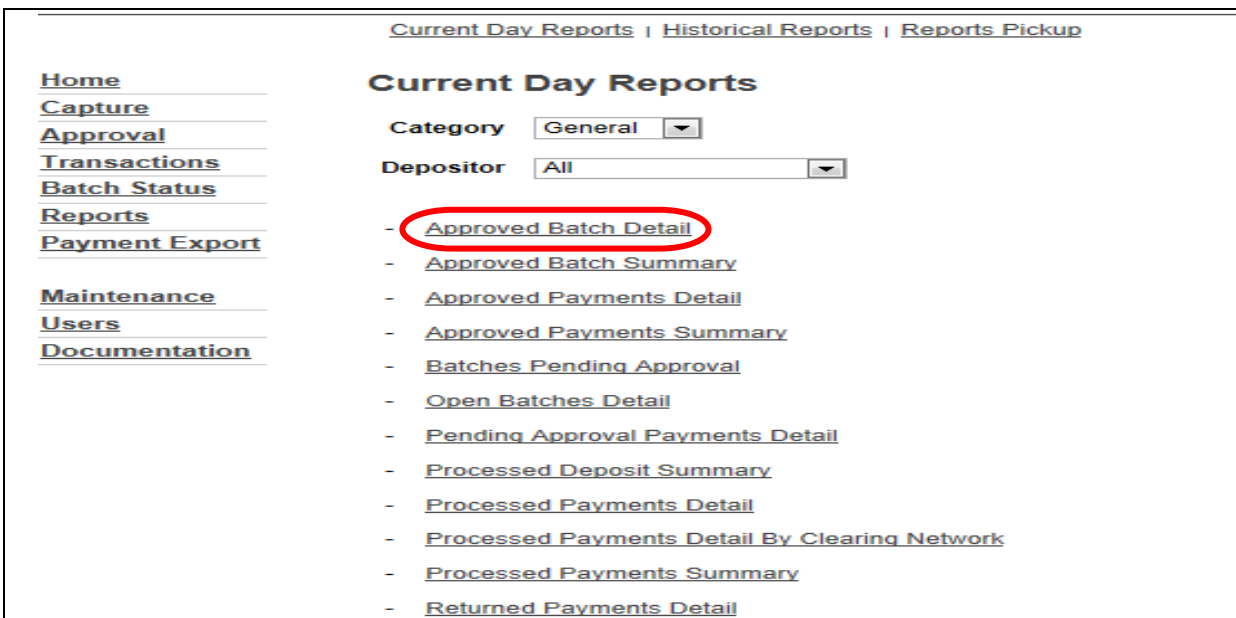 Current Day Reports | Historical Reports | Reports Pickup
Home
Capture
Approval
Transactions
Batch Status
Reports
Payment Export
Maintenance
Users
Documentation
Current Day Reports
Category General
Depositor All
- Approved Batch Detail
- Approved Batch Summary
- Approved Payments Detail
- Approved Payments Summary
- Batches Pending Approval
- Open Batches Detail
- Pending Approval Payments Detail
- Processed Deposit Summary
- Processed Payments Detail
- Processed Payments Detail By Clearing Network
- Processed Payments Summary
- Returned Payments Detail